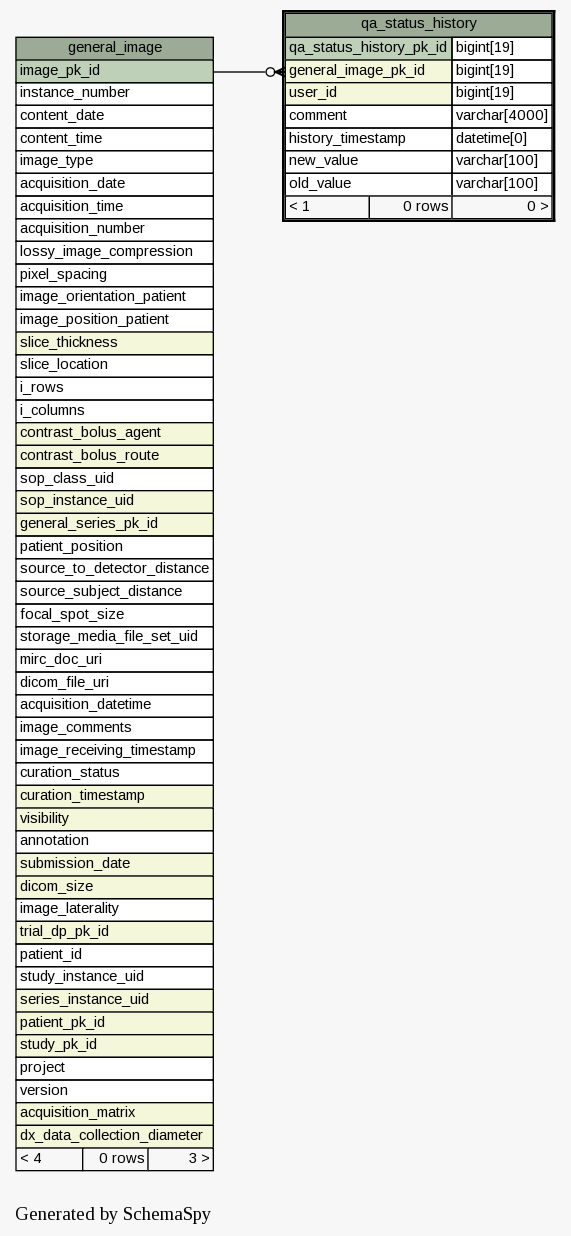 general_image
image_pk_id
instance_number
content_date
content_time
image_type
acquisition_date
acquisition_time
acquisition_number
lossy_image_compression
pixel_spacing
image_orientation_patient
image_position_patient
slice_thickness
slice_location
i_rows
i_columns
contrast_bolus_agent
contrast_bolus_route
sop_class_uid
sop_instance_uid
general_series_pk_id
patient_position
source_to_detector_distance
source_subject_distance
focal_spot_size
storage_media_file_set_uid
mirc_doc_uri
dicom_file_uri
acquisition_datetime
image_comments
image_receiving_timestamp
curation_status
curation_timestamp
visibility
annotation
submission_date
dicom_size
image_laterality
trial_dp_pk_id
patient_id
study_instance_uid
series_instance_uid
patient_pk_id
study_pk_id
project
version
acquisition_matrix
dx_data_collection_diameter
< 4 0 rows 3 >
qa_status_history
qa_status_history_pk_id bigint[19]
general_image_pk_id bigint[19]
user_id bigint[19]
comment varchar[4000]
history_timestamp datetime[0]
new_value varchar[100]
old_value varchar[100]
< 1 0 rows 0 >
Generated by SchemaSpy